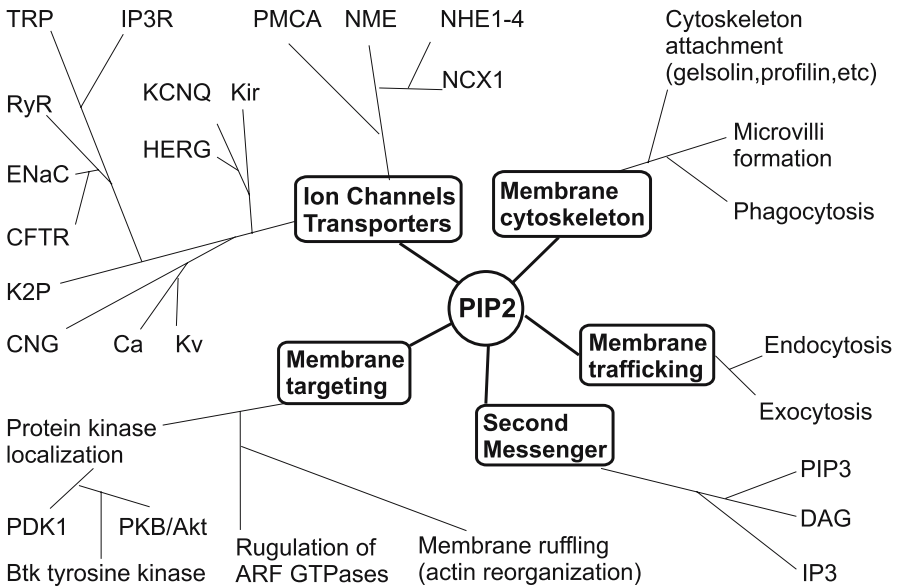 TRP
IP3R
PMCA
NME
NHE1-4
NCX1
Cytoskeleton
attachment
(gelsolin,profilin,etc)
RyR
KCNQ
Kir
HERG
ENaC
CFTR
K2P
CNG
Ca
Kv
Ion Channels
Transporters
Membrane
cytoskeleton
Microvilli
formation
Phagocytosis
PIP2
Membrane
targeting
Membrane
trafficking
Endocytosis
Exocytosis
Second
Messenger
Protein kinase
localization
PDK1
PKB/Akt
Btk tyrosine kinase
Rugulation of
ARF GTPases
Membrane ruffling
(actin reorganization)
PIP3
DAG
IP3